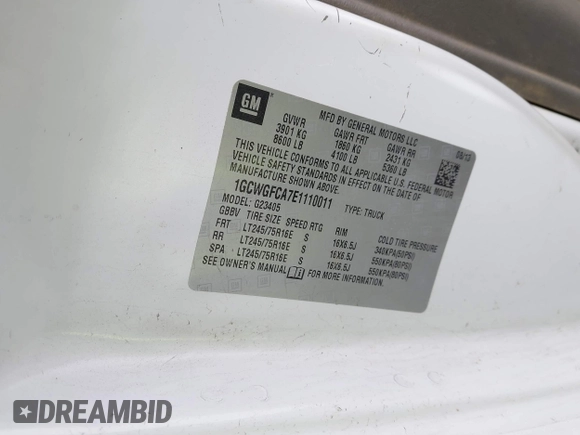 GM
MFD BY GENERAL MOTORS LLC
08/13
GVWR GAWR FRT GAWR RR
3901 KG 1860 KG 2431 KG
8600 LB 4100 LB 5360 LB
THIS VEHICLE CONFORMS TO ALL APPLICABLE U.S. FEDERAL MOTOR
VEHICLE SAFETY STANDARDS IN EFFECT ON THE DATE OF
MANUFACTURE SHOWN ABOVE.
1GCWGFCA7E1110011 TYPE: TRUCK
MODEL: G23405
GBBV TIRE SIZE SPEED RTG RIM COLD TIRE PRESSURE
FRT LT245/75R16E S 16X6.5J 340KPA(50PSI)
RR LT245/75R16E S 16X6.5J 550KPA(80PSI)
SPA LT245/75R16E S 16X6.5J 550KPA(80PSI)
SEE OWNER'S MANUAL FOR MORE INFORMATION.
DREAMBID